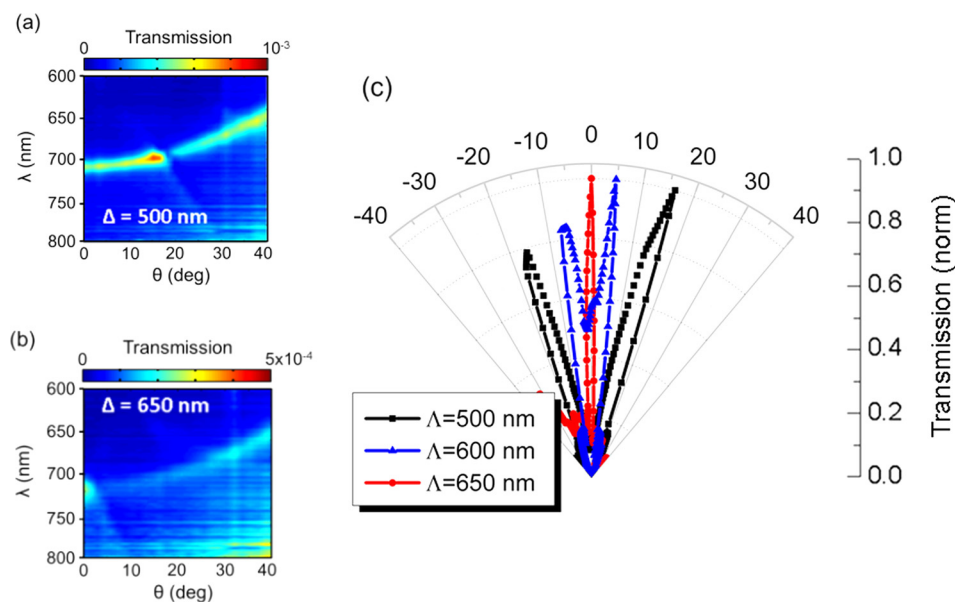 (a)
Transmission
0 10⁻³
600
650
700
750
800
λ (nm)
Δ = 500 nm
0 10 20 30 40
θ (deg)
(b)
Transmission
0 5x10⁻⁴
600
650
700
750
800
λ (nm)
Δ = 650 nm
0 10 20 30 40
θ (deg)
(c)
-40 -30 -20 -10 0 10 20 30 40
1.0
0.8
0.6
0.4
0.2
0.0
Transmission (norm)
Λ=500 nm
Λ=600 nm
Λ=650 nm